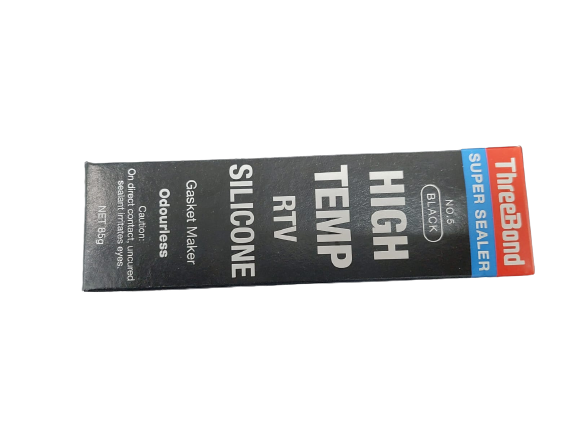 ThreeBond
SUPER SEALER
NO.5
BLACK
HIGH
TEMP
RTV
SILICONE
Gasket Maker
Odourless
Caution:
On direct contact, uncured
sealant irritates eyes.
NET 85g